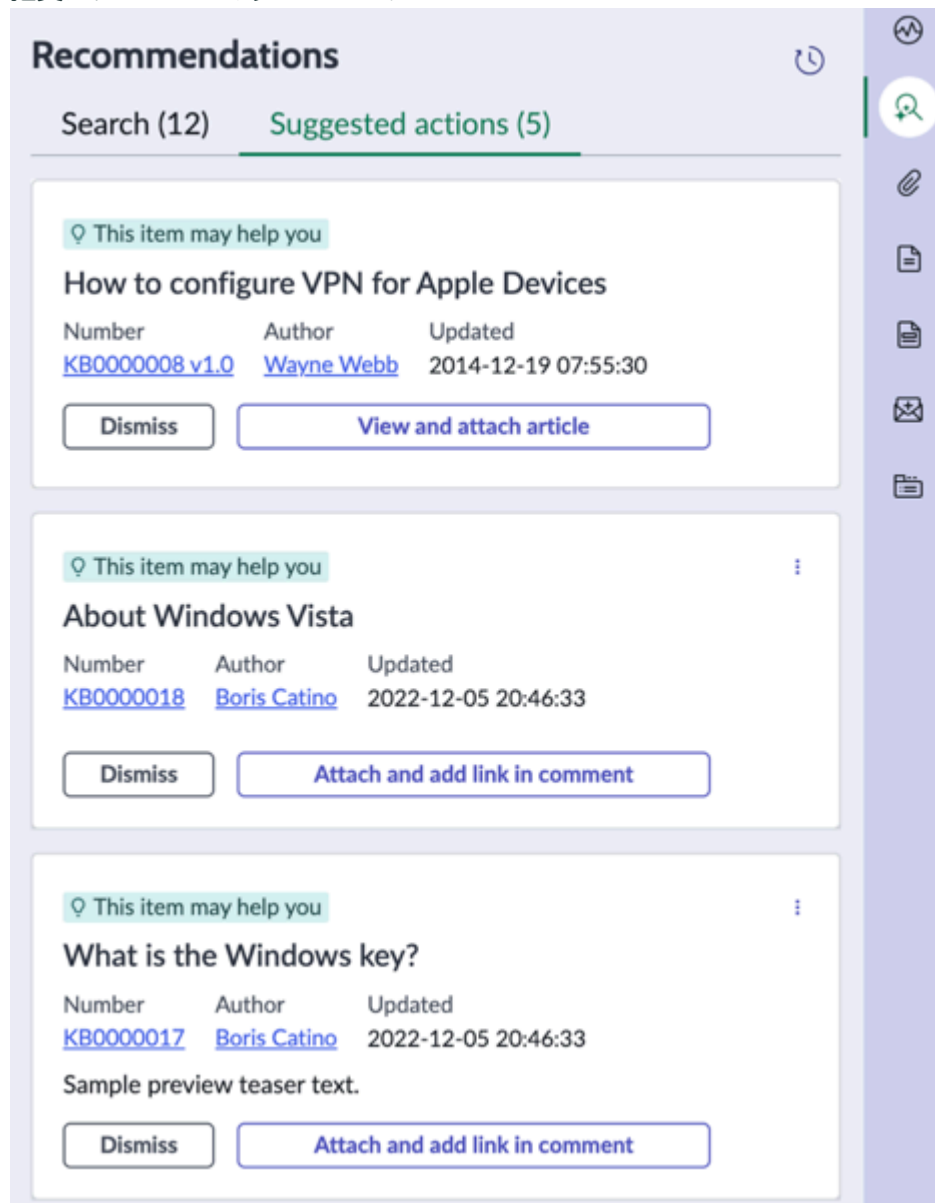 Recommendations
Search (12) Suggested actions (5)
This item may help you
How to configure VPN for Apple Devices
Number Author Updated
KB0000008 v1.0 Wayne Webb 2014-12-19 07:55:30
Dismiss View and attach article
This item may help you
About Windows Vista
Number Author Updated
KB0000018 Boris Catino 2022-12-05 20:46:33
Dismiss Attach and add link in comment
This item may help you
What is the Windows key?
Number Author Updated
KB0000017 Boris Catino 2022-12-05 20:46:33
Sample preview teaser text.
Dismiss Attach and add link in comment